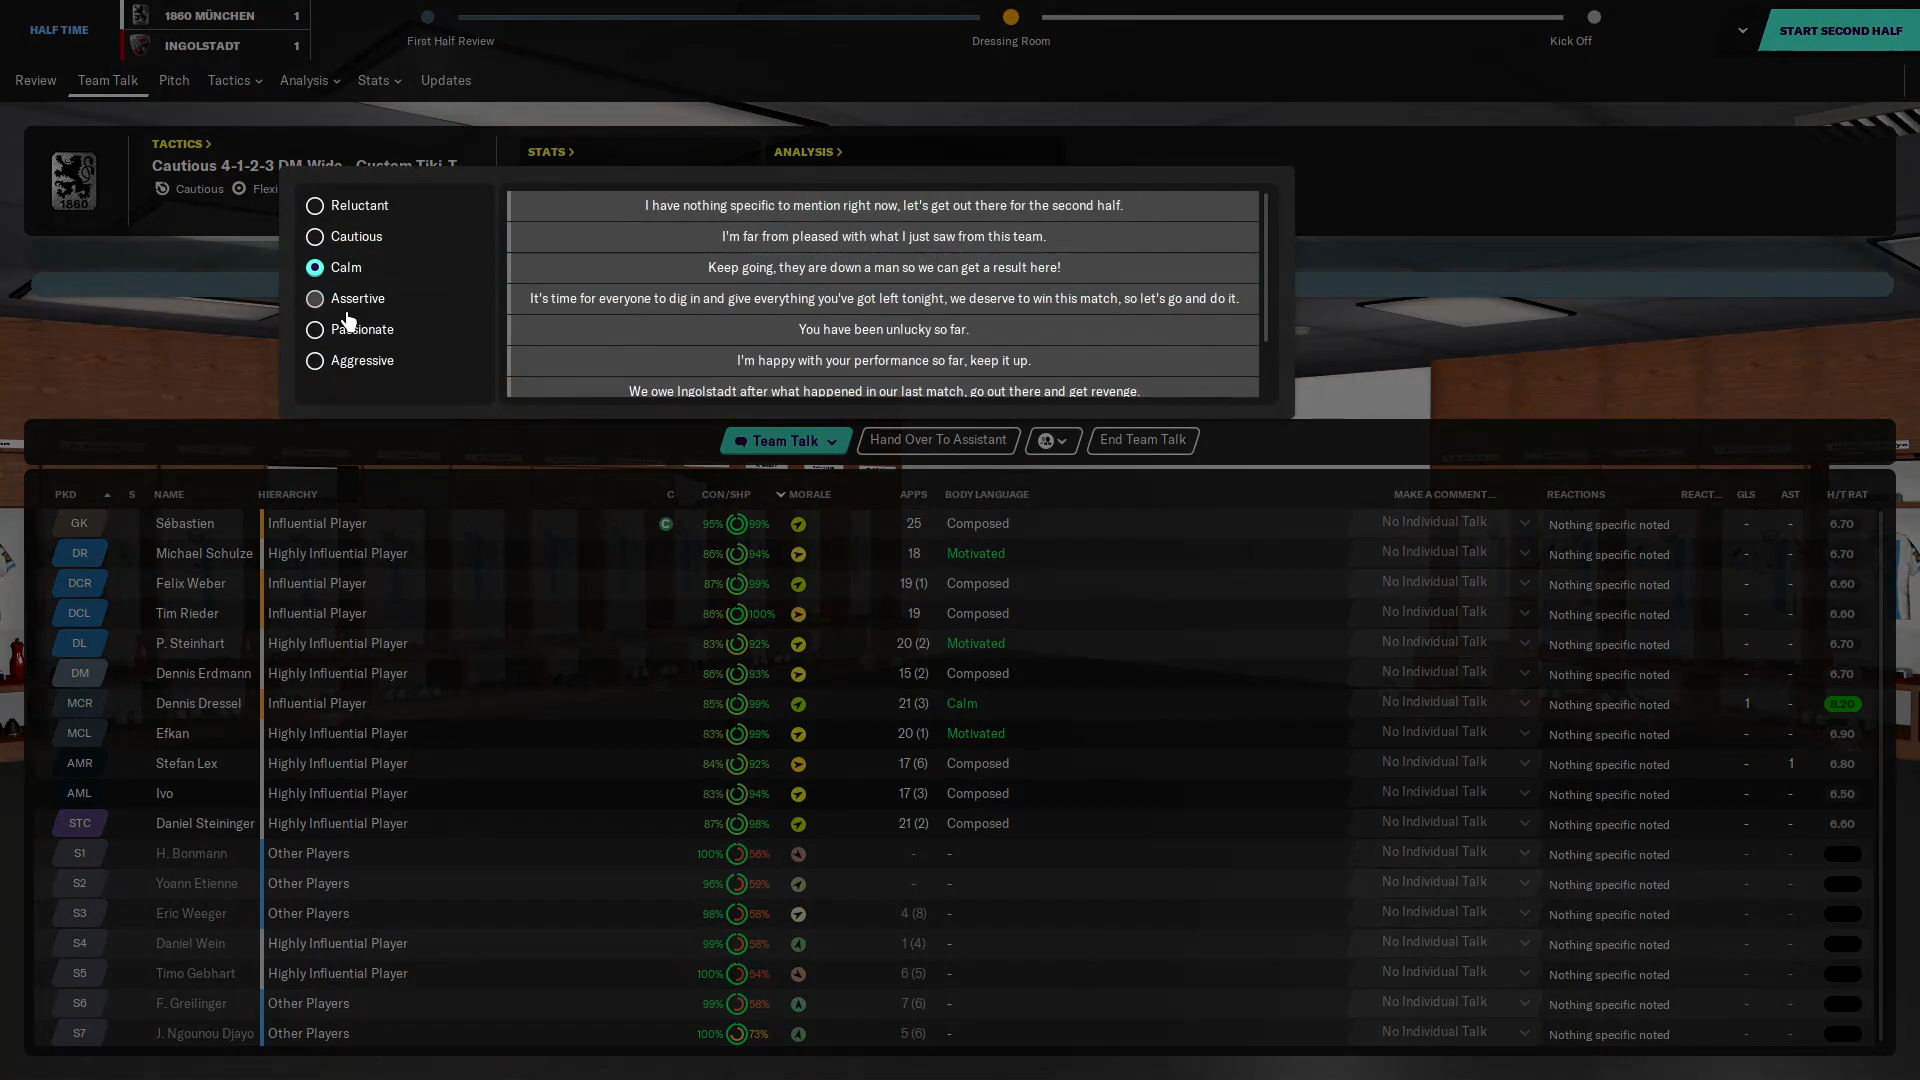 HALF TIME
1860 MÜNCHEN 1
INGOLSTADT 1
First Half Review
Dressing Room
Kick Off
START SECOND HALF
Review Team Talk Pitch Tactics Analysis Stats Updates
1860
TACTICS >
Cautious 4-1-2-3 DM Wide - Custom Tiki-T
Cautious Flexi
STATS >
ANALYSIS >
Reluctant
Cautious
Calm
Assertive
Passionate
Aggressive
I have nothing specific to mention right now, let's get out there for the second half.
I'm far from pleased with what I just saw from this team.
Keep going, they are down a man so we can get a result here!
It's time for everyone to dig in and give everything you've got left tonight, we deserve to win this match, so let's go and do it.
You have been unlucky so far.
I'm happy with your performance so far, keep it up.
We owe Ingolstadt after what happened in our last match, go out there and get revenge.
Team Talk Hand Over To Assistant End Team Talk
PKD S NAME HIERARCHY C CON/SHP MORALE APPS BODY LANGUAGE MAKE A COMMENT... REACTIONS REACT... GLS AST H/T RAT
GK Sébastien Influential Player C 95% 99% 25 Composed No Individual Talk Nothing specific noted - - 6.70
DR Michael Schulze Highly Influential Player 86% 94% 18 Motivated No Individual Talk Nothing specific noted - - 6.70
DCR Felix Weber Influential Player 87% 99% 19 (1) Composed No Individual Talk Nothing specific noted - - 6.60
DCL Tim Rieder Influential Player 86% 100% 19 Composed No Individual Talk Nothing specific noted - - 6.60
DL P. Steinhart Highly Influential Player 83% 92% 20 (2) Motivated No Individual Talk Nothing specific noted - - 6.70
DM Dennis Erdmann Highly Influential Player 86% 93% 15 (2) Composed No Individual Talk Nothing specific noted - - 6.70
MCR Dennis Dressel Influential Player 85% 99% 21 (3) Calm No Individual Talk Nothing specific noted 1 - 8.20
MCL Efkan Highly Influential Player 83% 99% 20 (1) Motivated No Individual Talk Nothing specific noted - - 6.90
AMR Stefan Lex Highly Influential Player 84% 92% 17 (6) Composed No Individual Talk Nothing specific noted - 1 6.80
AML Ivo Highly Influential Player 83% 94% 17 (3) Composed No Individual Talk Nothing specific noted - - 6.50
STC Daniel Steininger Highly Influential Player 87% 98% 21 (2) Composed No Individual Talk Nothing specific noted - - 6.60
S1 H. Bonmann Other Players 100% 56% - - No Individual Talk Nothing specific noted - -
S2 Yoann Etienne Other Players 96% 59% - - No Individual Talk Nothing specific noted - -
S3 Eric Weeger Other Players 98% 58% 4 (8) - No Individual Talk Nothing specific noted - -
S4 Daniel Wein Highly Influential Player 99% 58% 1 (4) - No Individual Talk Nothing specific noted - -
S5 Timo Gebhart Highly Influential Player 100% 54% 6 (5) - No Individual Talk Nothing specific noted - -
S6 F. Greilinger Other Players 99% 58% 7 (6) - No Individual Talk Nothing specific noted - -
S7 J. Ngounou Djayo Other Players 100% 73% 5 (6) - No Individual Talk Nothing specific noted - -